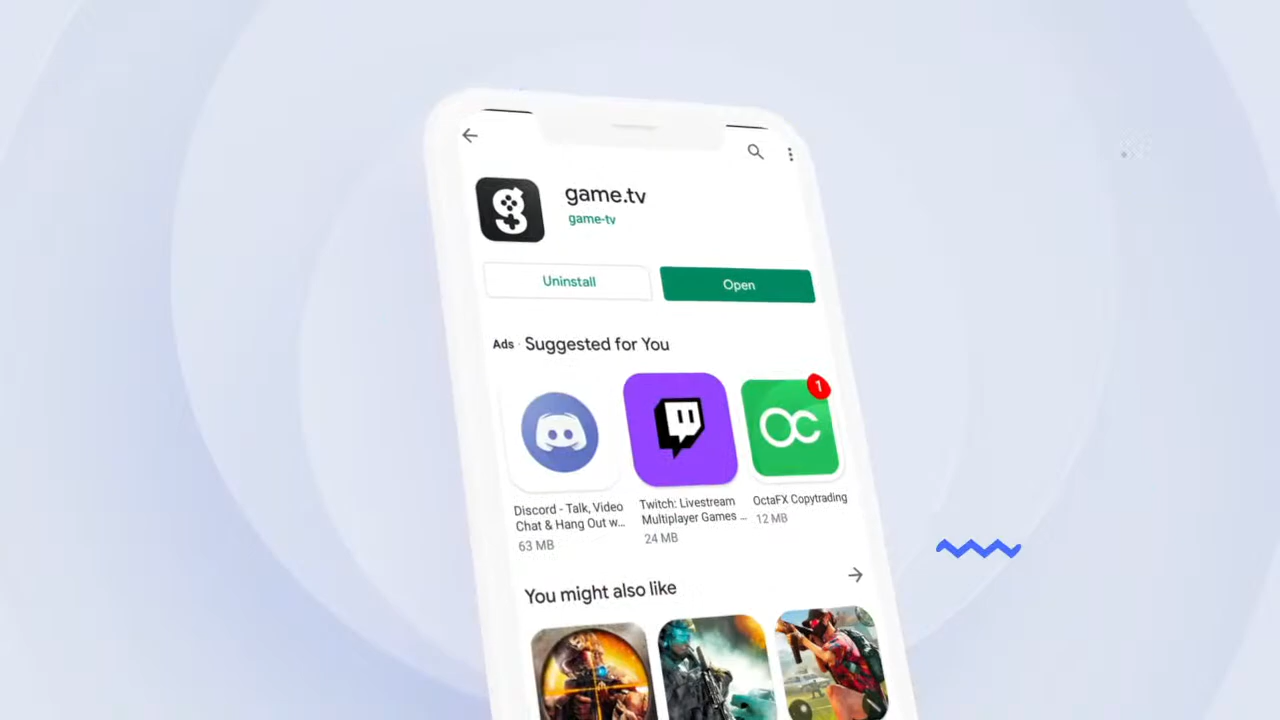 game.tv
game-tv
Uninstall
Open
Ads · Suggested for You
1
Discord - Talk, Video
Chat & Hang Out w...
63 MB
Twitch: Livestream
Multiplayer Games ...
24 MB
OctaFX Copytrading
12 MB
You might also like